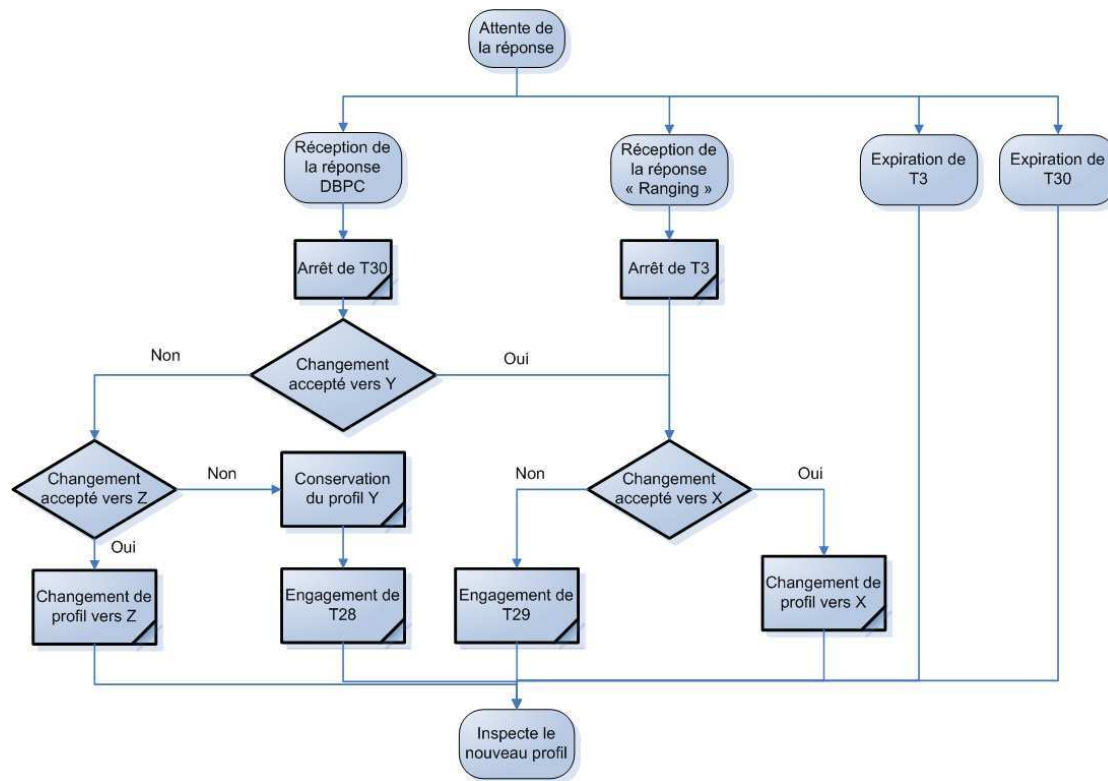 Attente de
la réponse
Réception de
la réponse
DBPC
Réception de
la réponse
« Ranging »
Expiration de
T3
Expiration de
T30
Arrêt de T30
Arrêt de T3
Non
Changement
accepté vers Y
Oui
Changement
accepté vers Z
Non
Conservation
du profil Y
Non
Changement
accepté vers X
Oui
Oui
Changement de
profil vers Z
Engagement de
T28
Engagement de
T29
Changement de
profil vers X
Inspecte le
nouveau profil